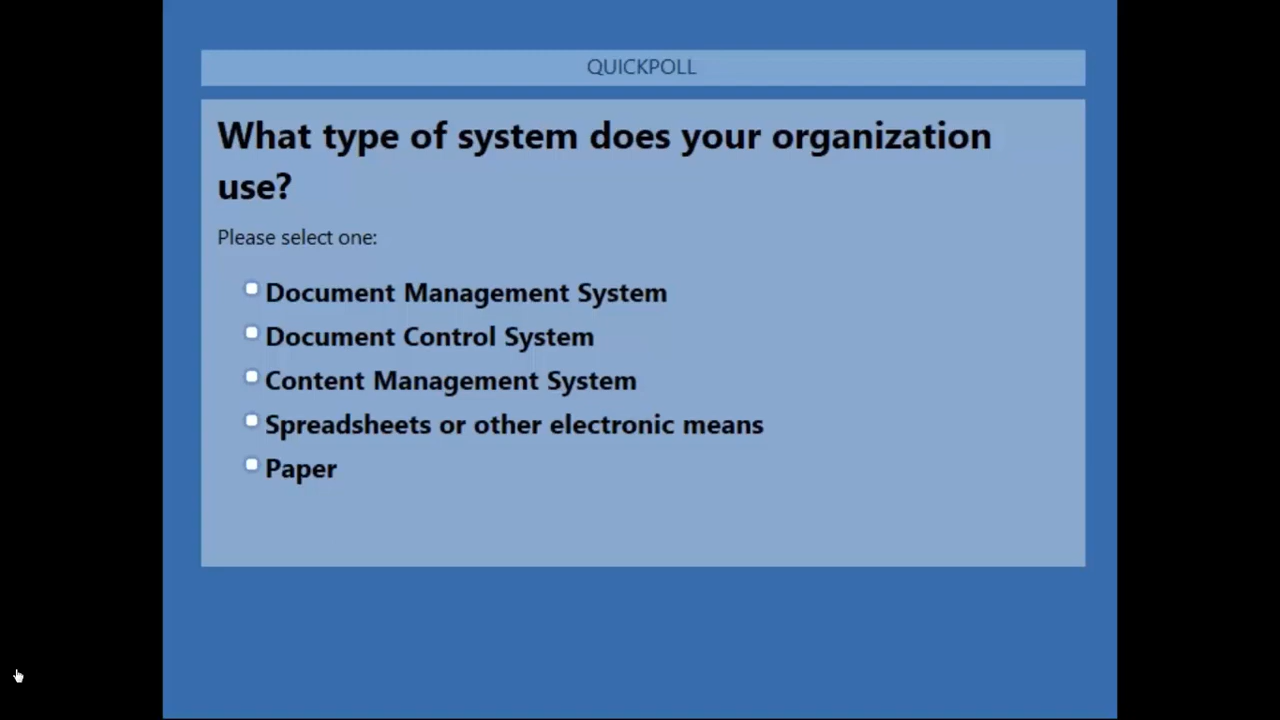 QUICKPOLL
What type of system does your organization
use?
Please select one:
Document Management System
Document Control System
Content Management System
Spreadsheets or other electronic means
Paper